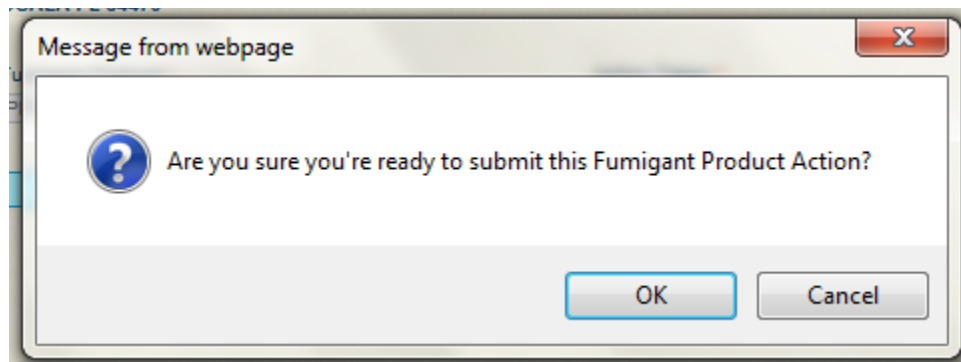 Message from webpage
Are you sure you're ready to submit this Fumigant Product Action?
OK
Cancel